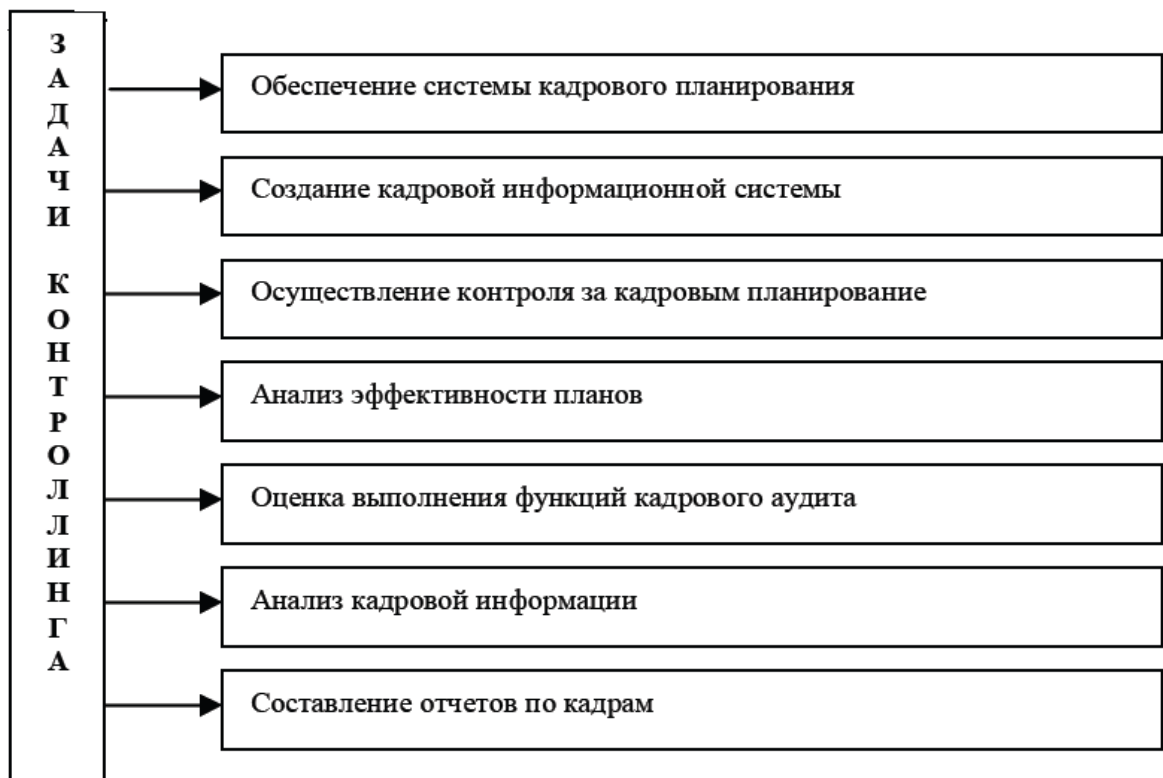 ЗАДАЧИ КОНТРОЛЛИНГА
Обеспечение системы кадрового планирования
Создание кадровой информационной системы
Осуществление контроля за кадровым планирование
Анализ эффективности планов
Оценка выполнения функций кадрового аудита
Анализ кадровой информации
Составление отчетов по кадрам